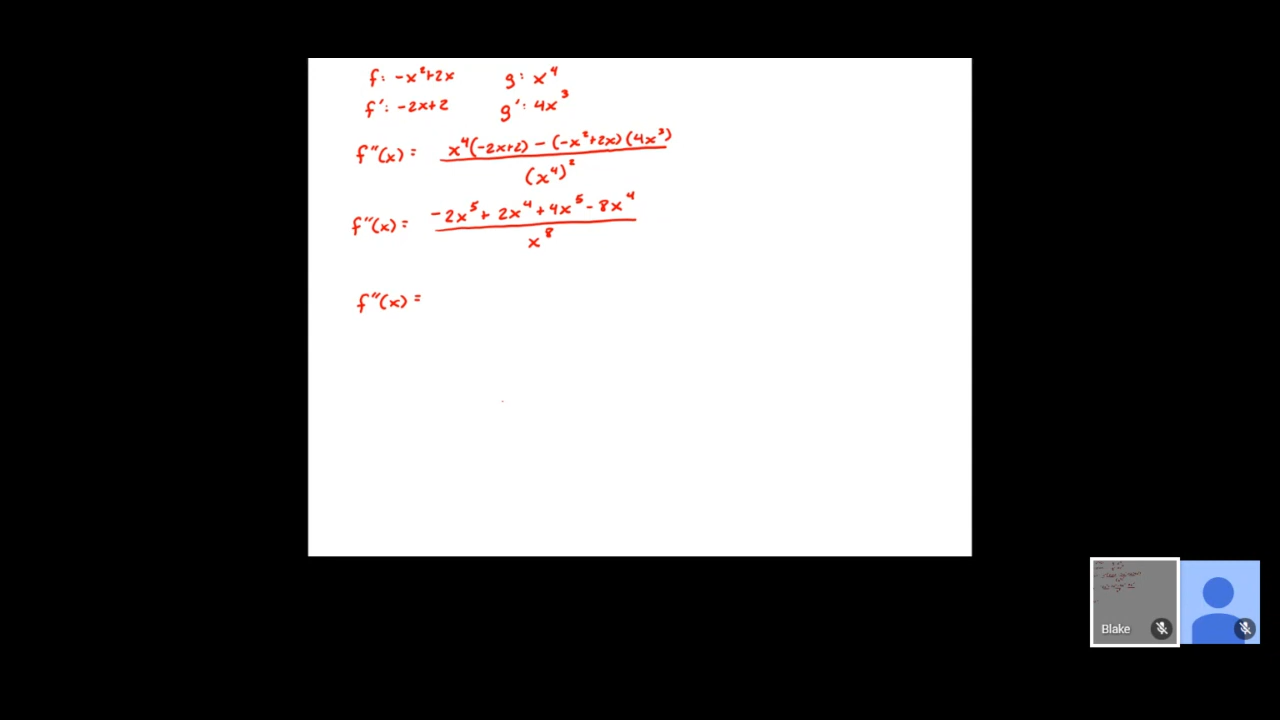 f: -x²+2x g: x⁴
f': -2x+2 g': 4x³
f''(x) = x⁴(-2x+2) - (-x²+2x)(4x³) / (x⁴)²
f''(x) = -2x⁵ + 2x⁴ + 4x⁵ - 8x⁴ / x⁸
f''(x) =
Blake